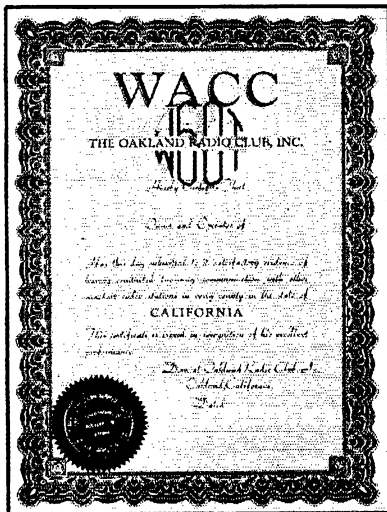 WACC
THE OAKLAND RADIO CLUB, INC.
Hereby Certifies That
Owner and Operator of
Has this day submitted to it satisfactory evidence of
having conducted two-way communication with other
amateur radio stations in every county in the state of
CALIFORNIA
This certificate is issued in recognition of his excellent
performance.
Done at Oakland Radio Club, Inc.
Oakland, California,
Dated